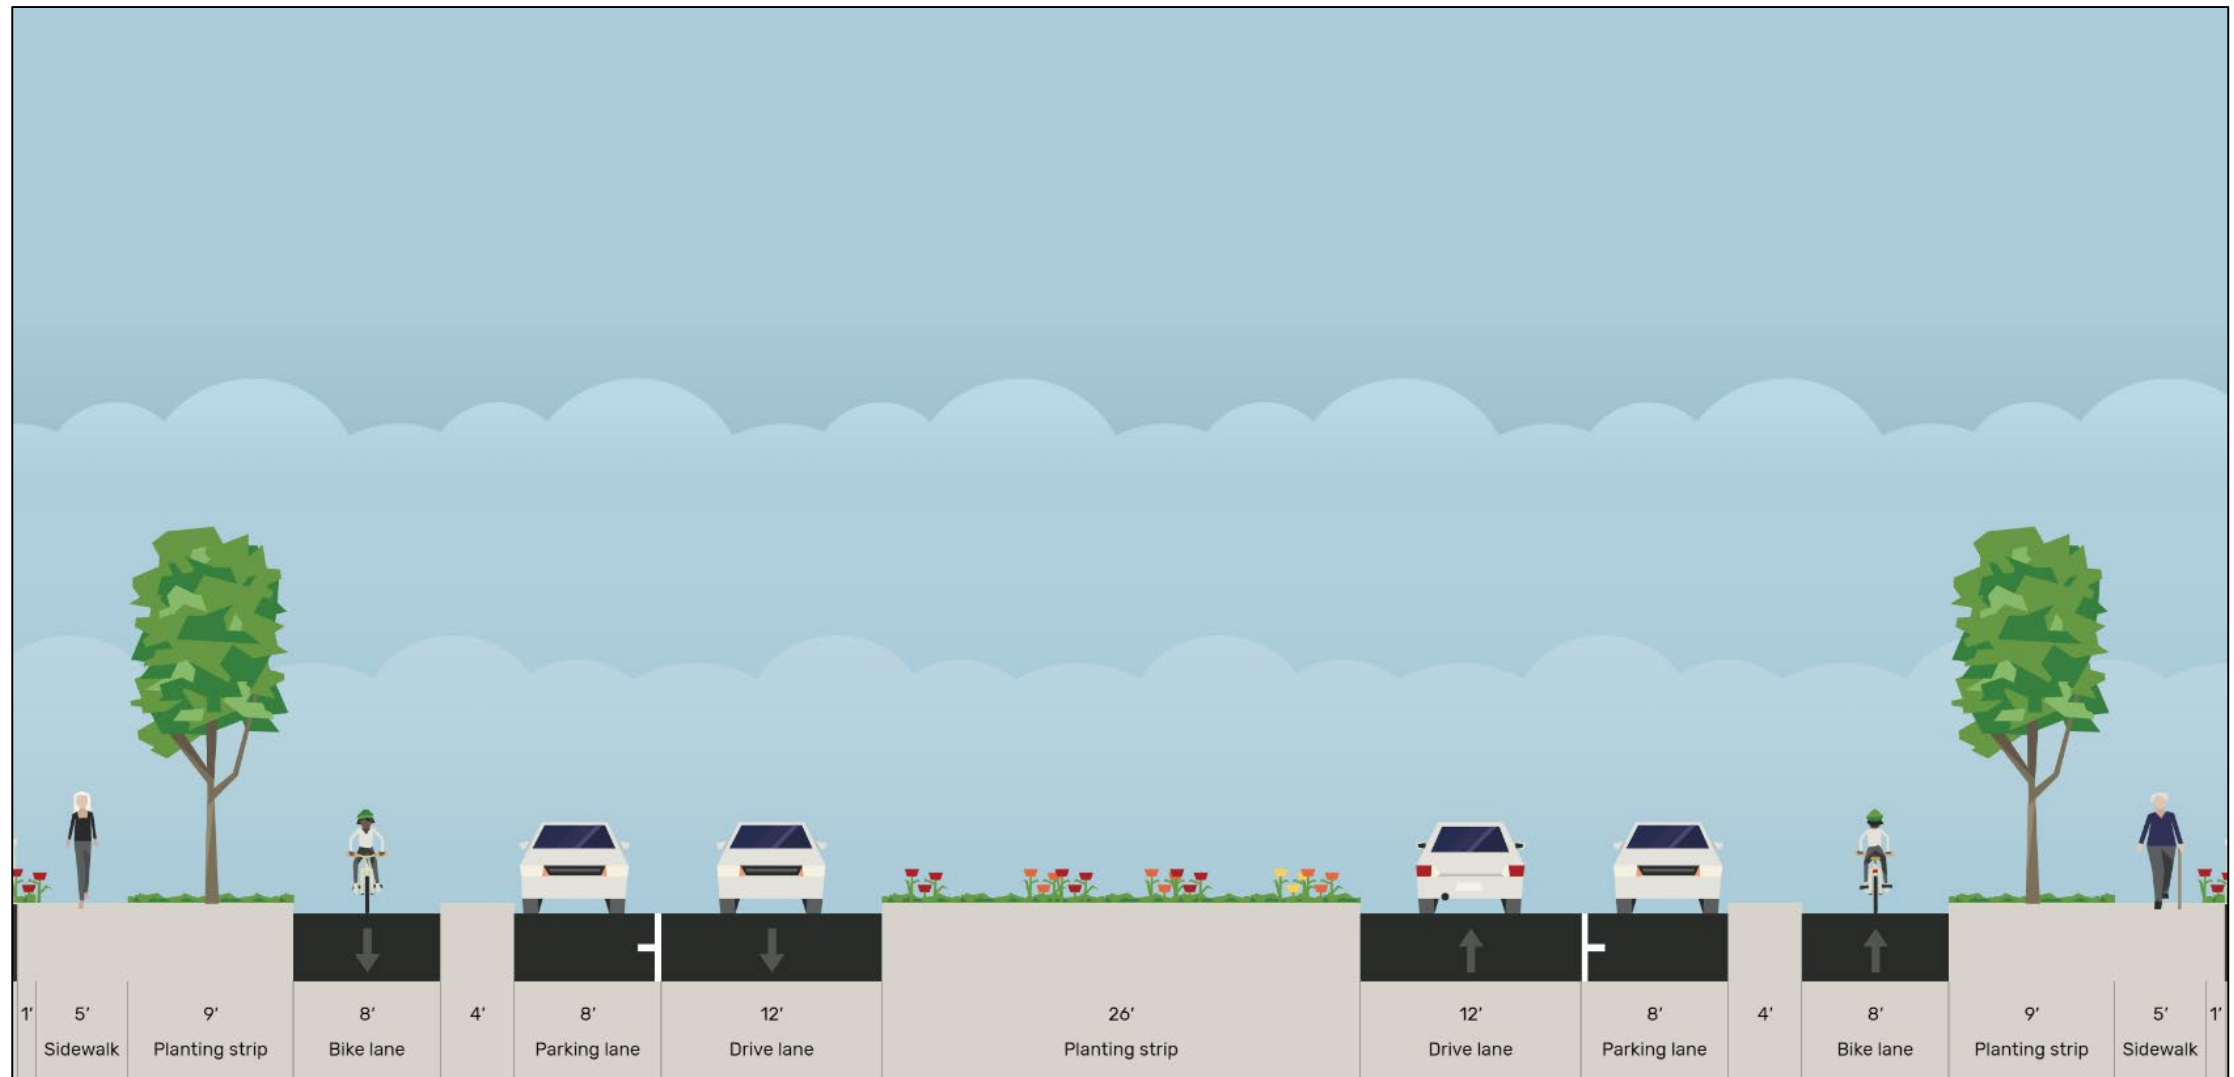 1' 5' 9' 8' 4' 8' 12' 26' 12' 8' 4' 8' 9' 5' 1'
Sidewalk Planting strip Bike lane Parking lane Drive lane Planting strip Drive lane Parking lane Bike lane Planting strip Sidewalk